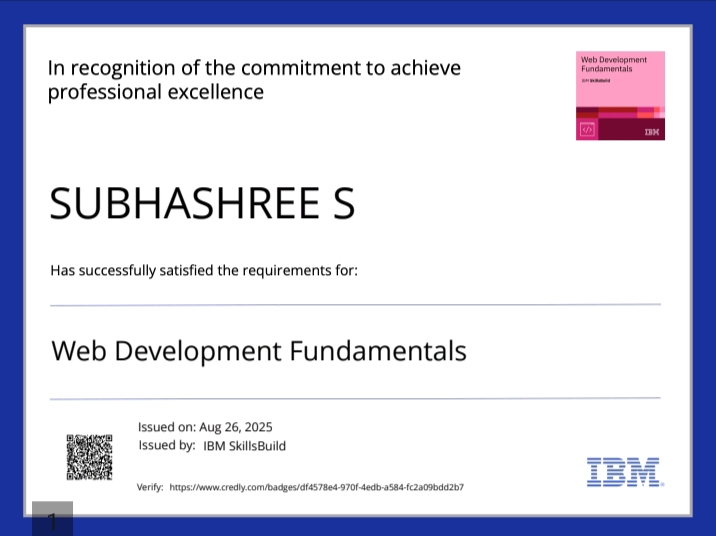 In recognition of the commitment to achieve
professional excellence
Web Development
Fundamentals
IBM SkillsBuild
IBM
SUBHASHREE S
Has successfully satisfied the requirements for:
Web Development Fundamentals
Issued on: Aug 26, 2025
Issued by: IBM SkillsBuild
Verify: https://www.credly.com/badges/df4578e4-970f-4edb-a584-fc2a09bdd2b7
IBM.
1